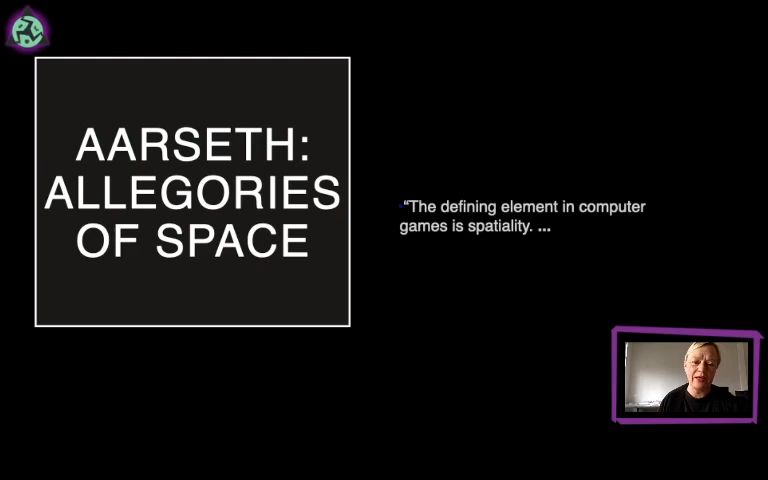 AARSETH:
ALLEGORIES
OF SPACE
“The defining element in computer
games is spatiality. ...